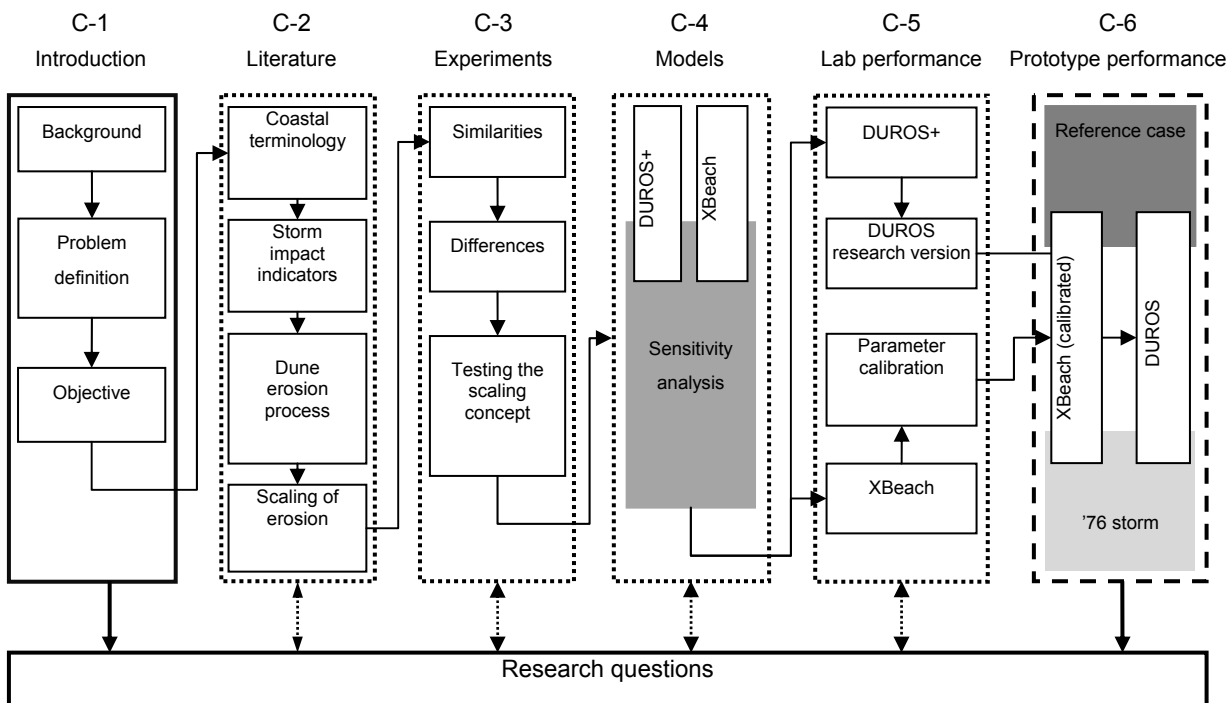 C-1
Introduction
Background
Problem
definition
Objective
C-2
Literature
Coastal
terminology
Storm
impact
indicators
Dune
erosion
process
Scaling of
erosion
C-3
Experiments
Similarities
Differences
Testing the
scaling
concept
C-4
Models
DUROS+
XBeach
Sensitivity
analysis
C-5
Lab performance
DUROS+
DUROS
research version
Parameter
calibration
XBeach
C-6
Prototype performance
Reference case
XBeach (calibrated)
DUROS
'76 storm
Research questions